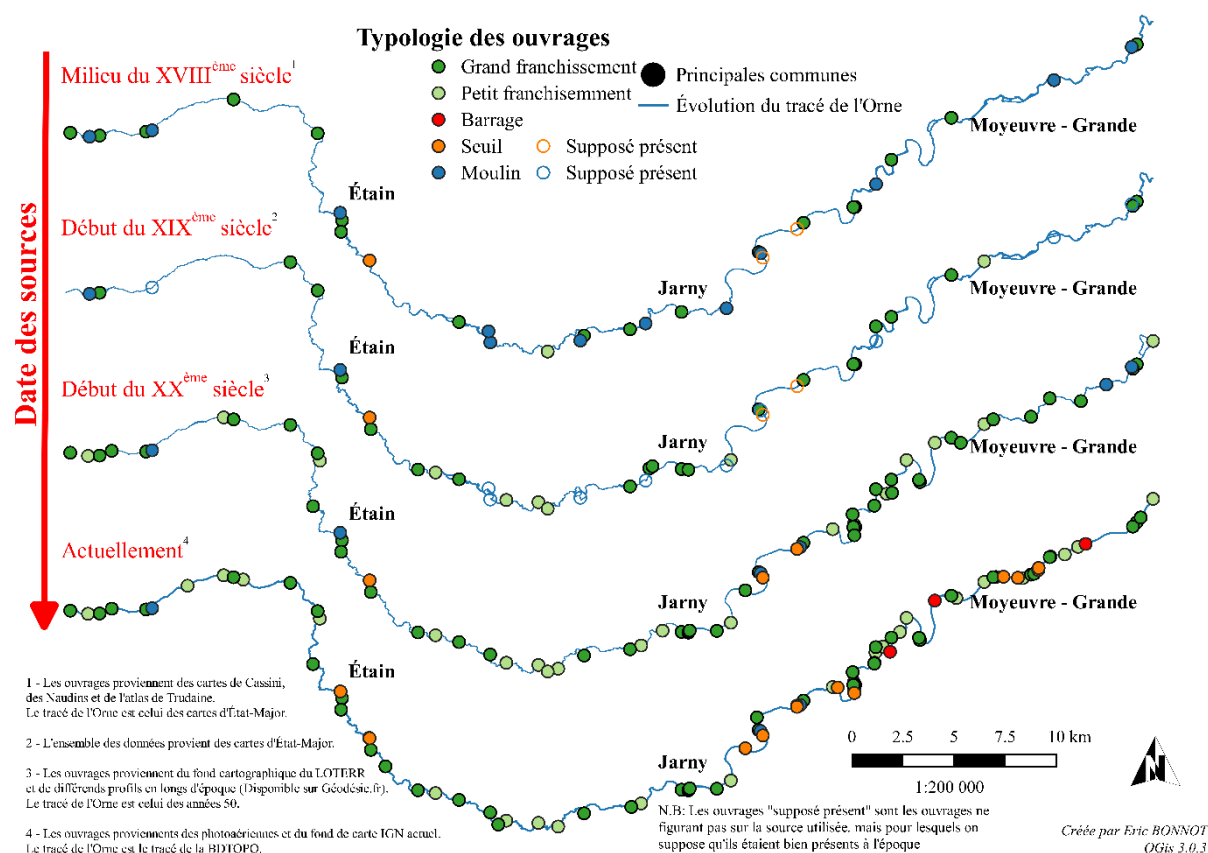 Typologie des ouvrages
Grand franchissement
Petit franchisemment
Barrage
Seuil
Supposé présent
Moulin
Supposé présent
Principales communes
Évolution du tracé de l'Orne
Date des sources
Milieu du XVIIIème siècle1
Étain
Jarny
Moyeuvre - Grande
Début du XIXème siècle2
Étain
Jarny
Moyeuvre - Grande
Début du XXème siècle3
Étain
Jarny
Moyeuvre - Grande
Actuellement4
Étain
Jarny
Moyeuvre - Grande
1 - Les ouvrages proviennent des cartes de Cassini,
des Naudins et de l'atlas de Trudaine.
Le tracé de l'Orne est celui des cartes d'État-Major.
2 - L'ensemble des données provient des cartes d'État-Major.
3 - Les ouvrages proviennent du fond cartographique du LOTERR
et de différends profils en longs d'époque (Disponible sur Géodésie.fr).
Le tracé de l'Orne est celui des années 50.
4 - Les ouvrages proviennents des photoaériennes et du fond de carte IGN actuel.
Le tracé de l'Orne est le tracé de la BDTOPO.
0 2.5 5 7.5 10 km
1:200 000
N
N.B: Les ouvrages "supposé présent" sont les ouvrages ne
figurant pas sur la source utilisée, mais pour lesquels on
suppose qu'ils étaient bien présents à l'époque
Créée par Eric BONNOT
QGis 3.0.3